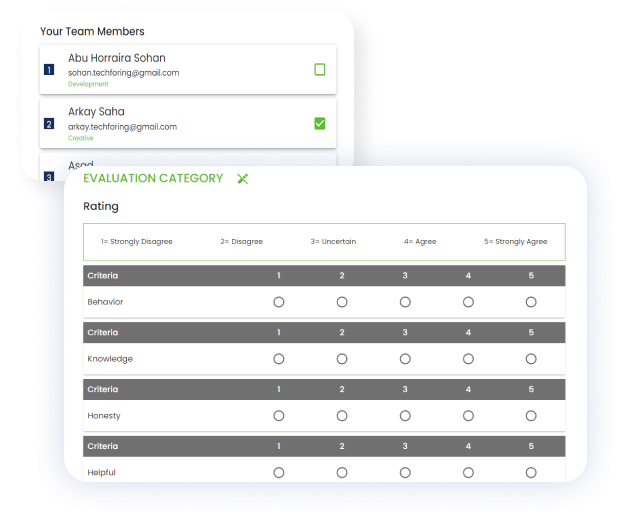 Your Team Members
1
Abu Horraira Sohan
sohan.techforing@gmail.com
Development
2
Arkay Saha
arkay.techforing@gmail.com
Creative
3
Asad
EVALUATION CATEGORY
Rating
1= Strongly Disagree 2= Disagree 3= Uncertain 4= Agree 5= Strongly Agree
Criteria 1 2 3 4 5
Behavior
Criteria 1 2 3 4 5
Knowledge
Criteria 1 2 3 4 5
Honesty
Criteria 1 2 3 4 5
Helpful